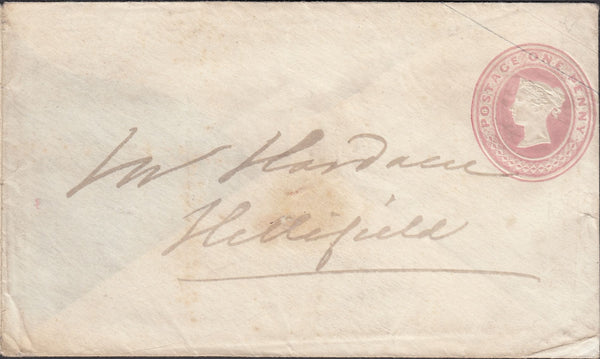 POSTAGE ONE PENNY
Mr Hardacre
Hellifield